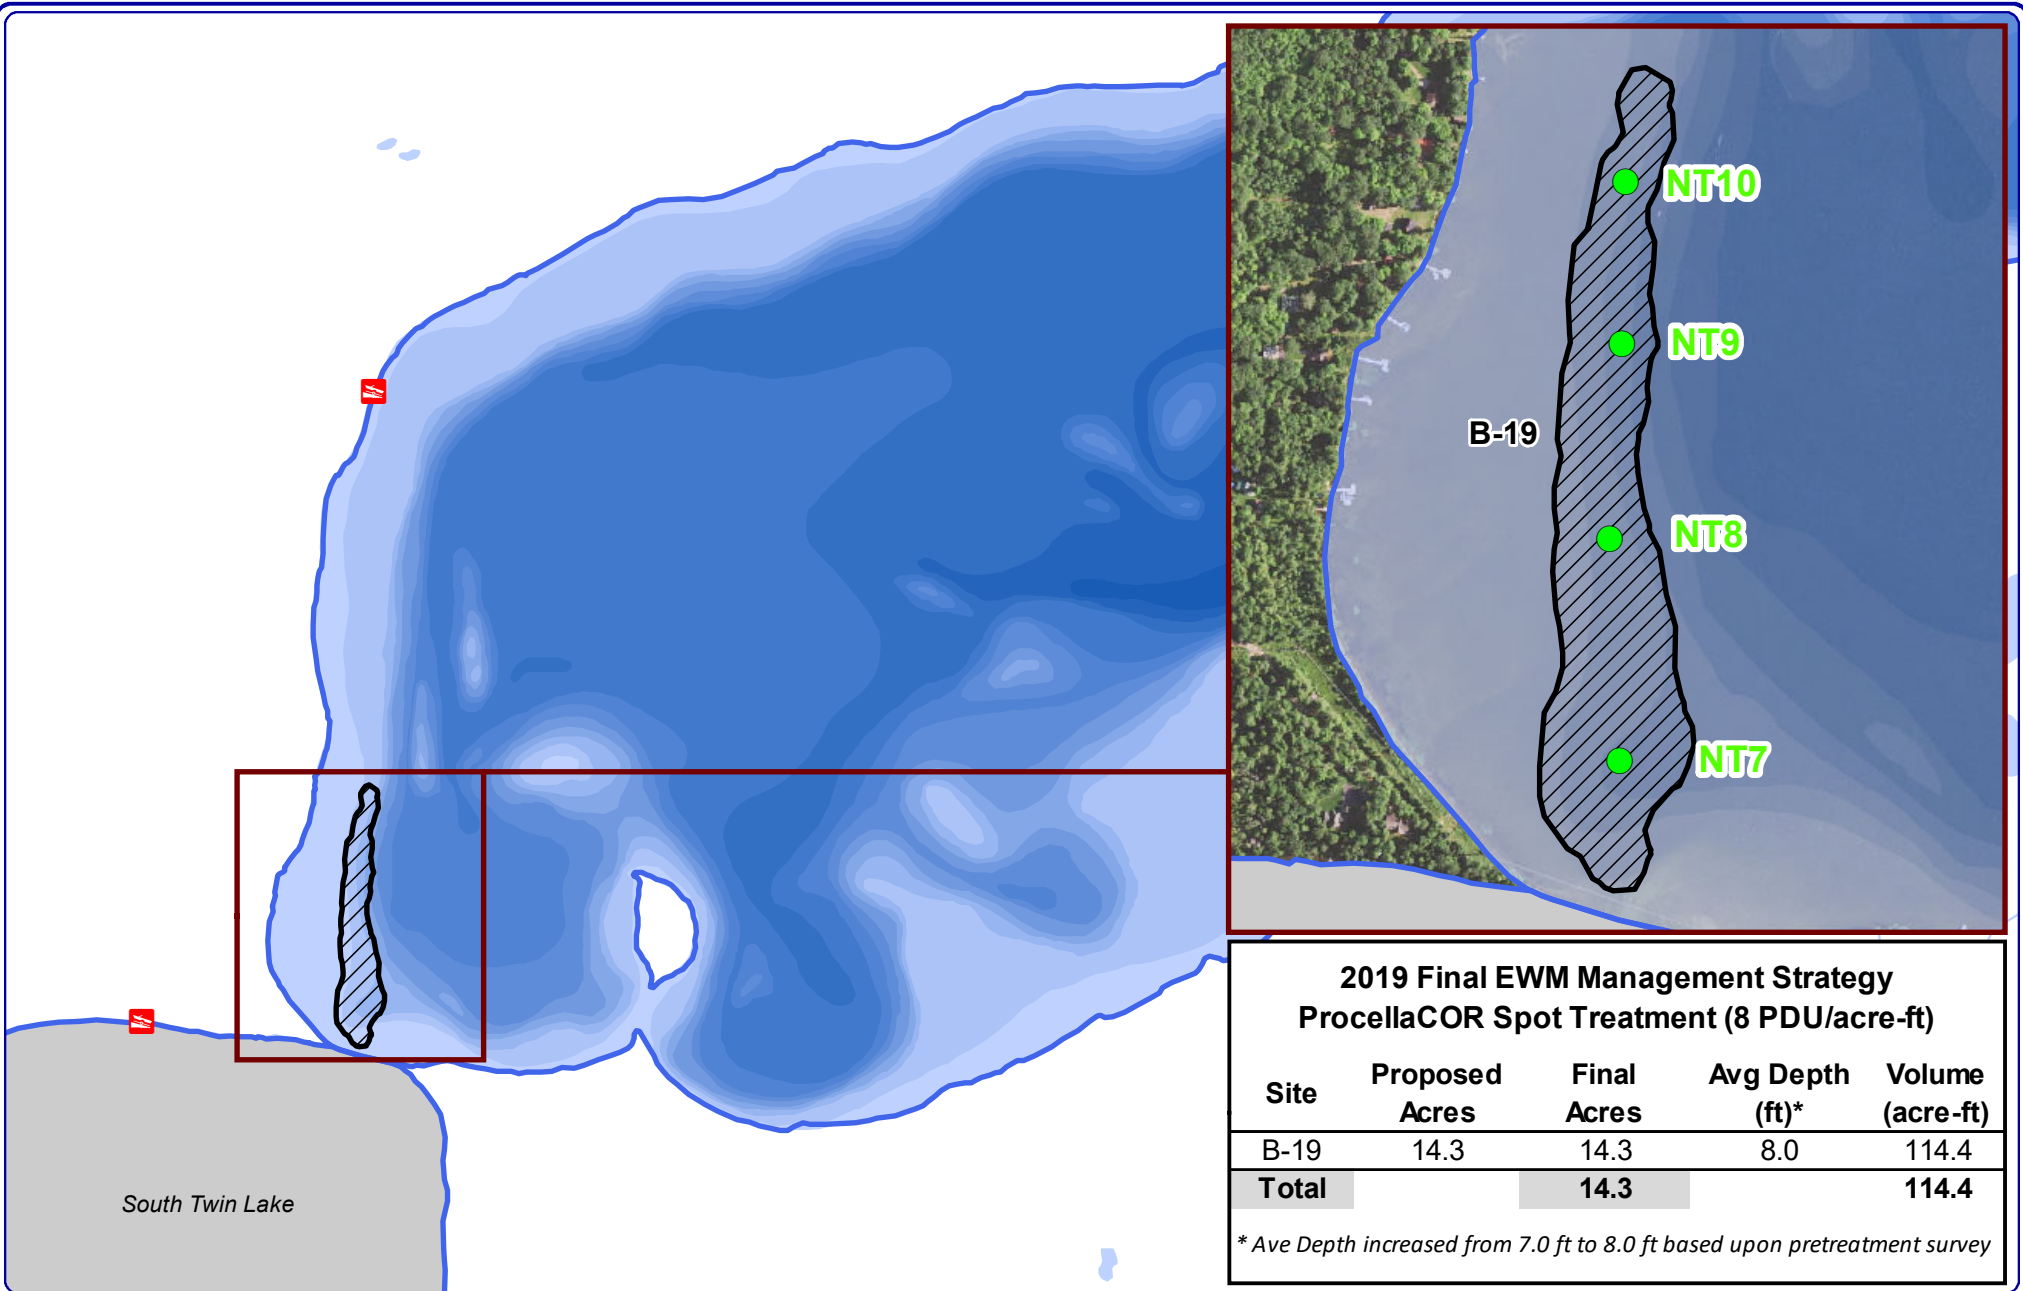 NT10
NT9
B-19
NT8
NT7
South Twin Lake
2019 Final EWM Management Strategy
ProcellaCOR Spot Treatment (8 PDU/acre-ft)
Site Proposed Acres Final Acres Avg Depth (ft)* Volume (acre-ft)
B-19 14.3 14.3 8.0 114.4
Total 14.3 114.4
* Ave Depth increased from 7.0 ft to 8.0 ft based upon pretreatment survey